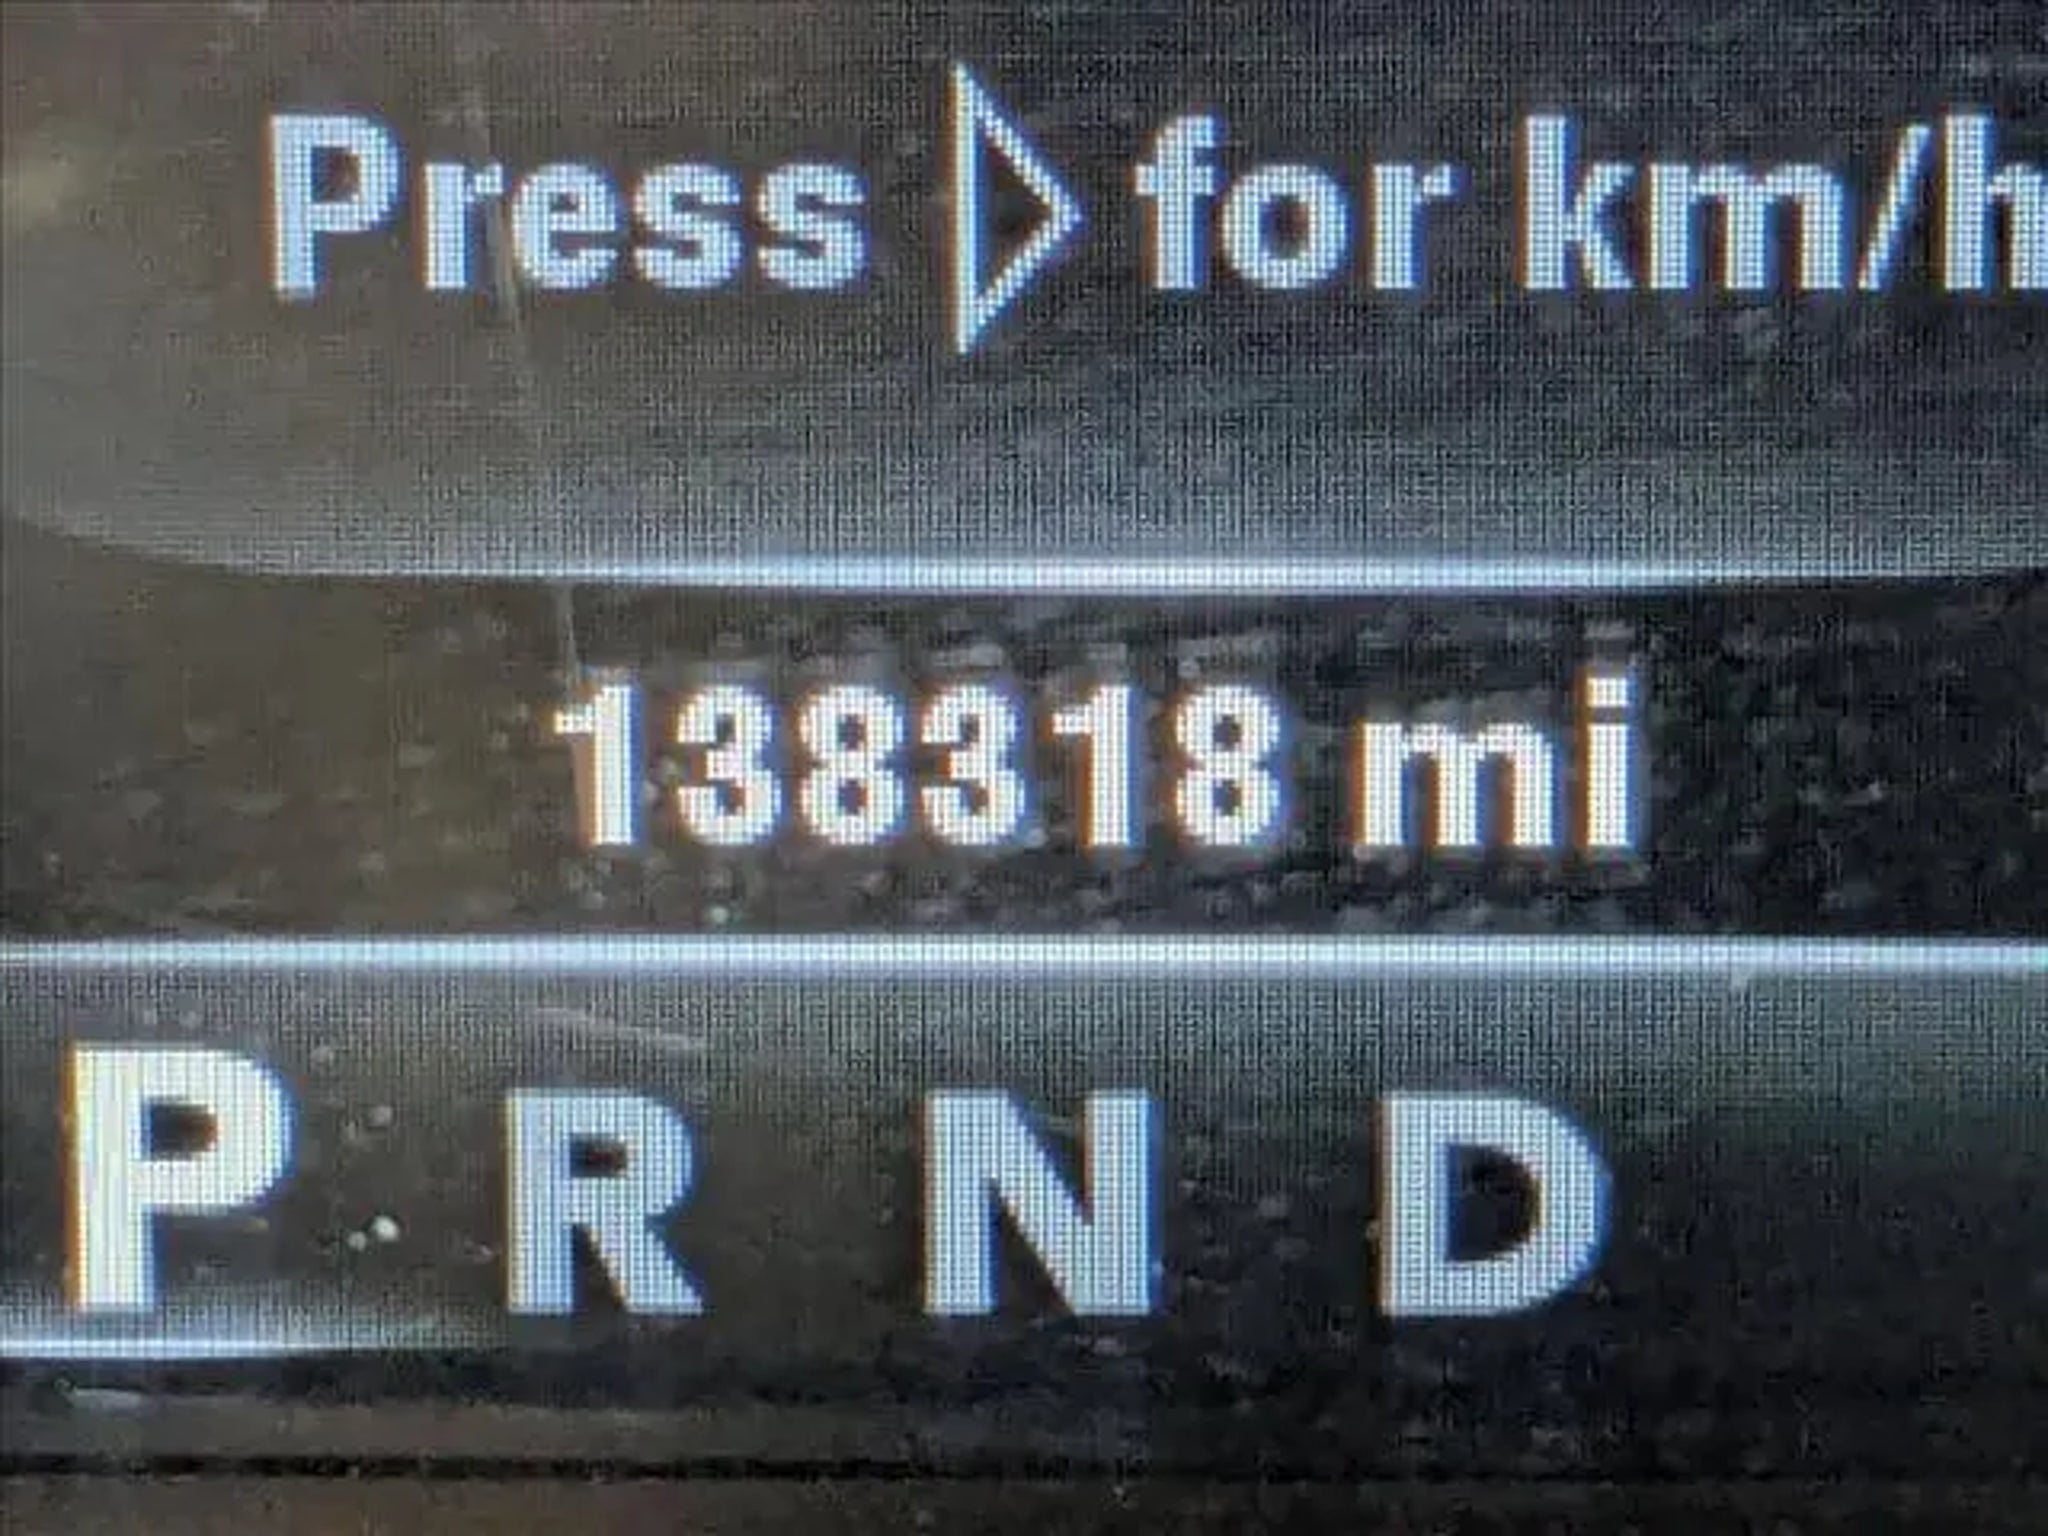 Press ▷ for km/h
138318 mi
P R N D